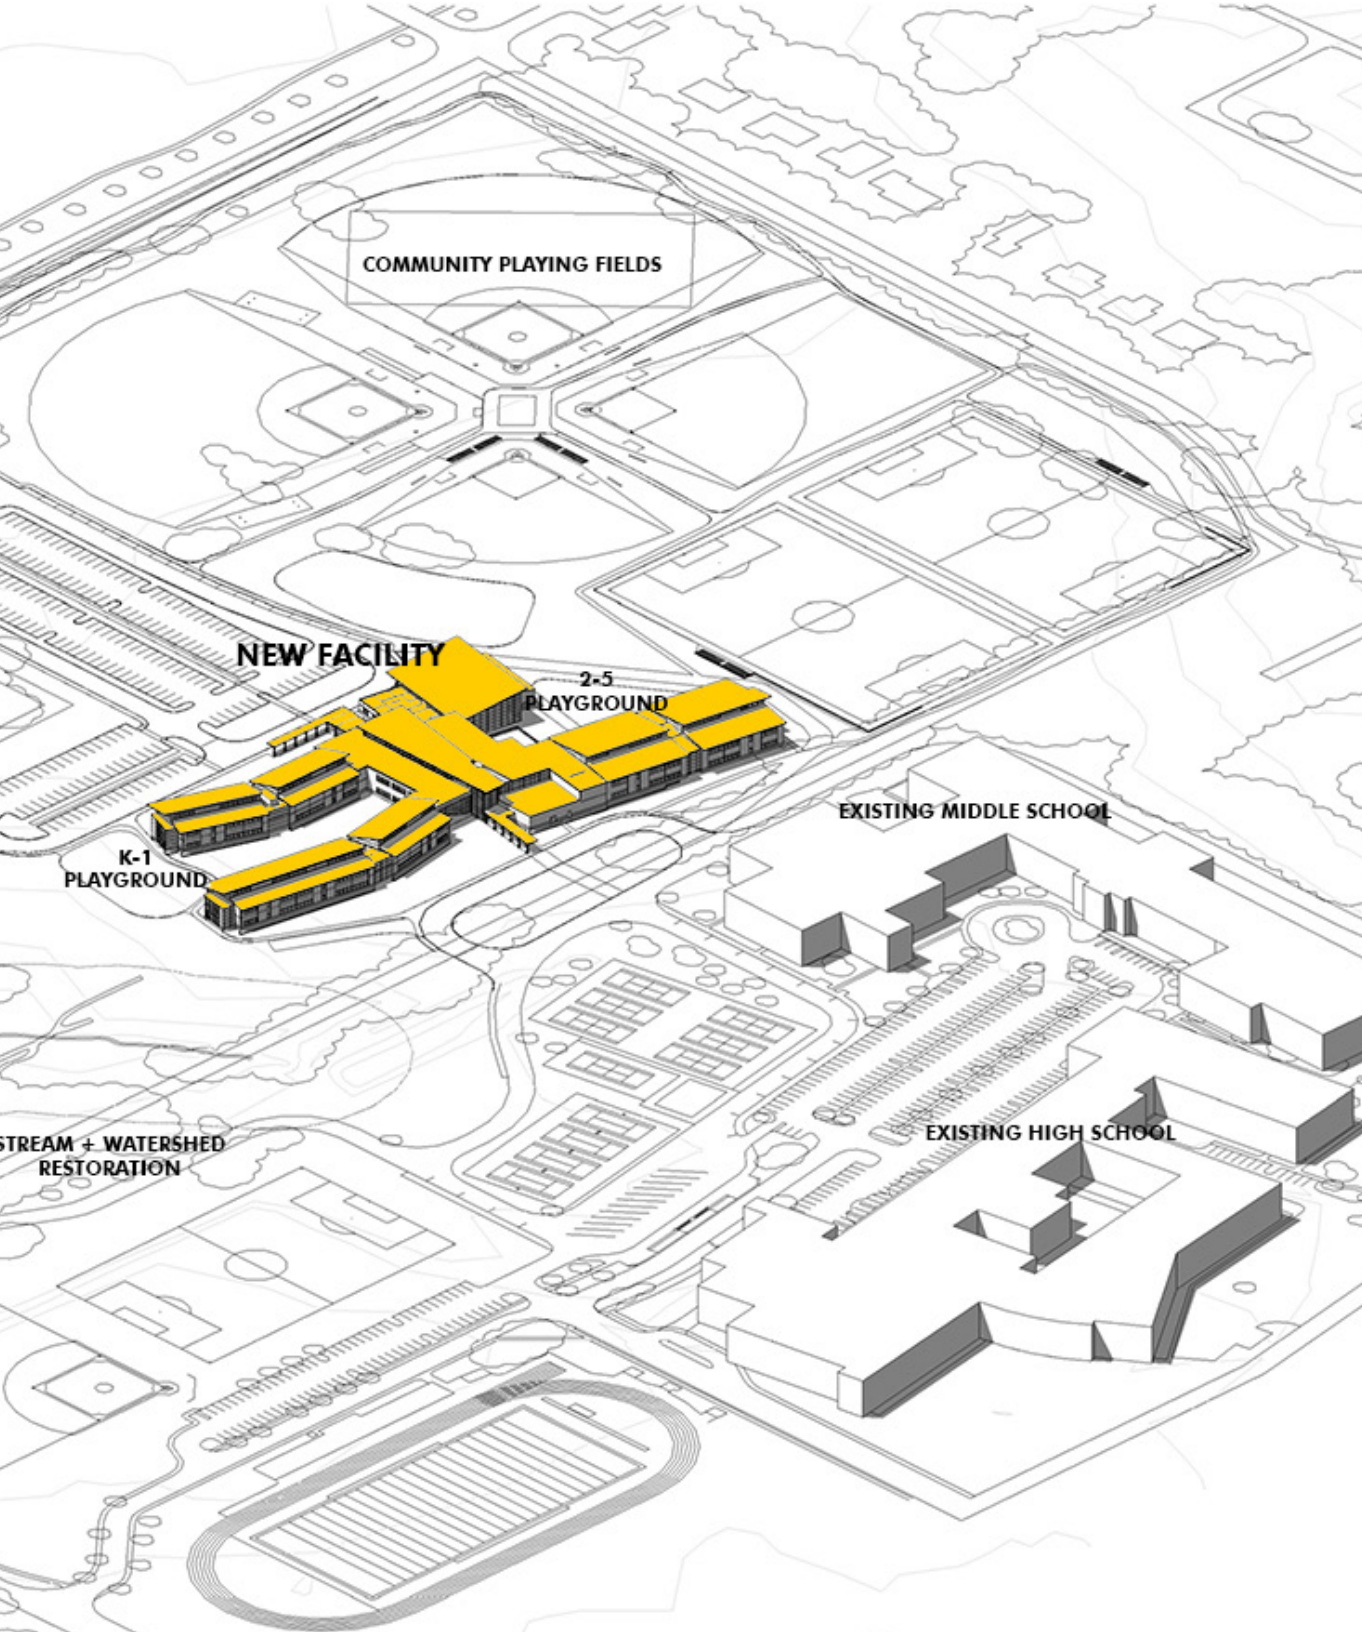 COMMUNITY PLAYING FIELDS
NEW FACILITY
2-5
PLAYGROUND
EXISTING MIDDLE SCHOOL
K-1
PLAYGROUND
EXISTING HIGH SCHOOL
STREAM + WATERSHED
RESTORATION